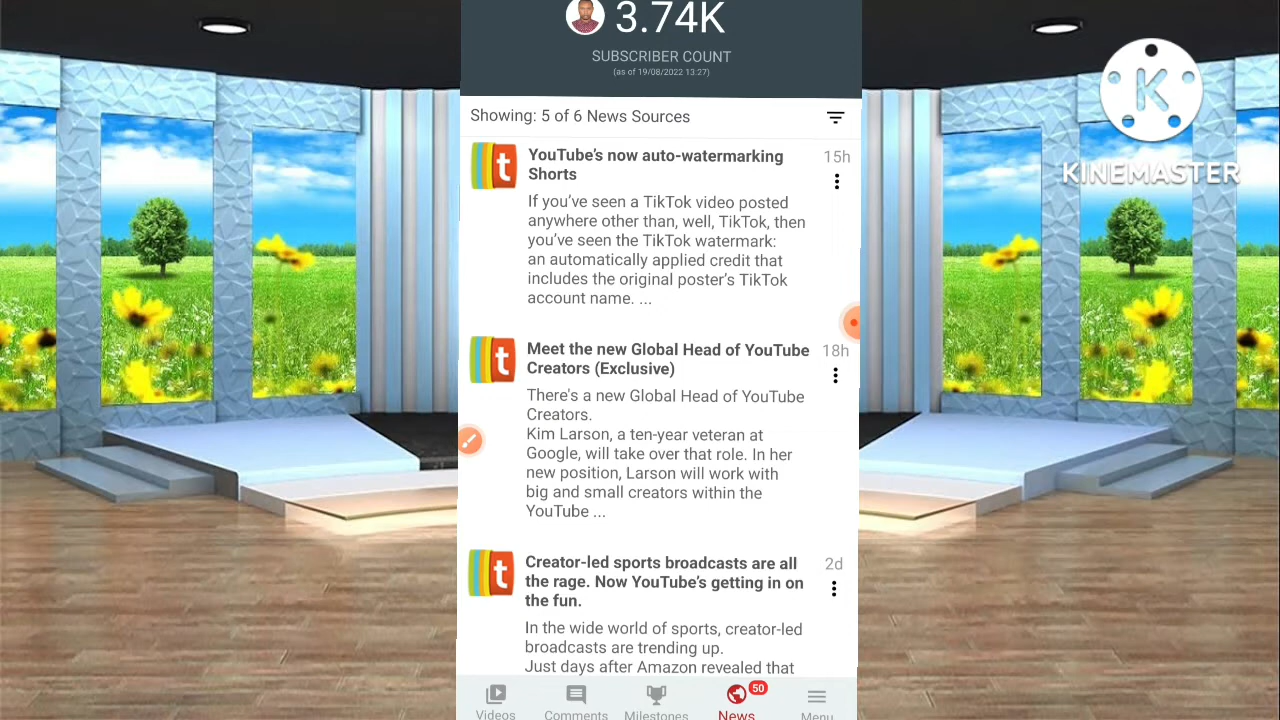 3.74K
SUBSCRIBER COUNT
(as of 19/08/2022 13:27)
K
KINEMASTER
Showing: 5 of 6 News Sources
t
YouTube's now auto-watermarking
Shorts
15h
If you've seen a TikTok video posted
anywhere other than, well, TikTok, then
you've seen the TikTok watermark:
an automatically applied credit that
includes the original poster's TikTok
account name. ...
t
Meet the new Global Head of YouTube
Creators (Exclusive)
18h
There's a new Global Head of YouTube
Creators.
Kim Larson, a ten-year veteran at
Google, will take over that role. In her
new position, Larson will work with
big and small creators within the
YouTube ...
t
Creator-led sports broadcasts are all
the rage. Now YouTube's getting in on
the fun.
2d
In the wide world of sports, creator-led
broadcasts are trending up.
Just days after Amazon revealed that
50
Videos Comments Milestones News Menu